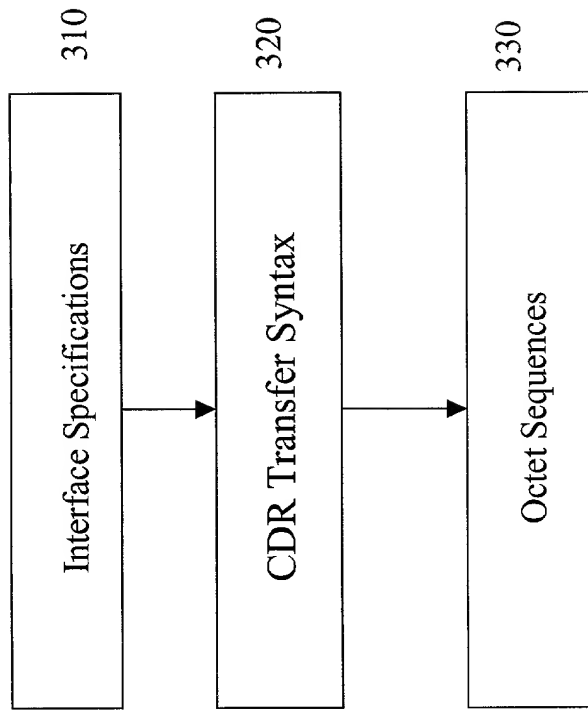 Interface Specifications
310
CDR Transfer Syntax
320
Octet Sequences
330